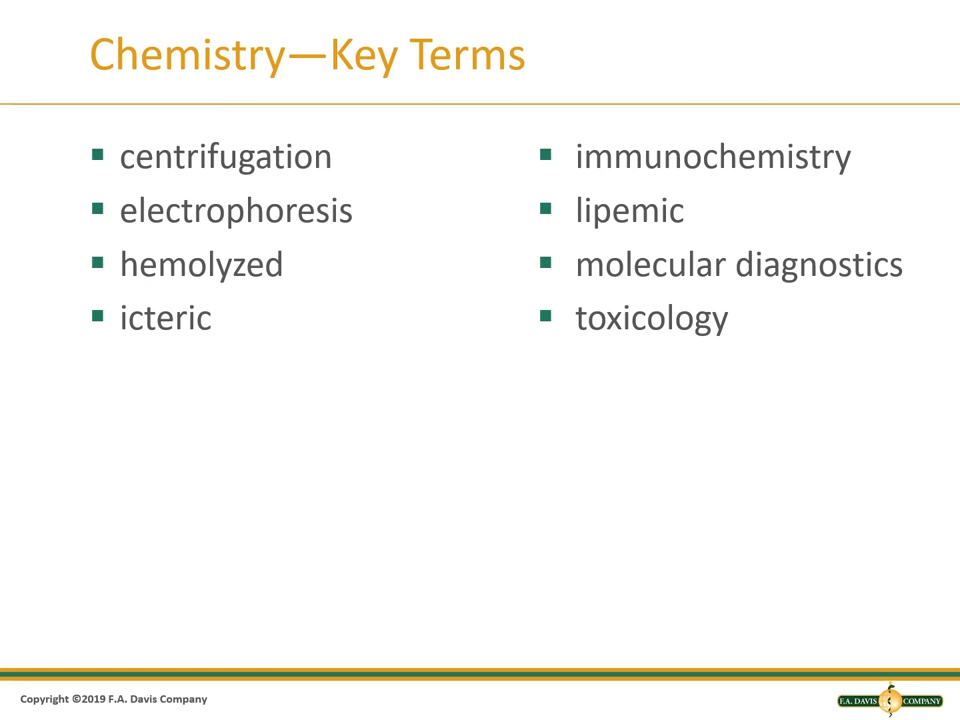 Chemistry—Key Terms
centrifugation
electrophoresis
hemolyzed
icteric
immunochemistry
lipemic
molecular diagnostics
toxicology
Copyright ©2019 F.A. Davis Company
F.A. DAVIS COMPANY